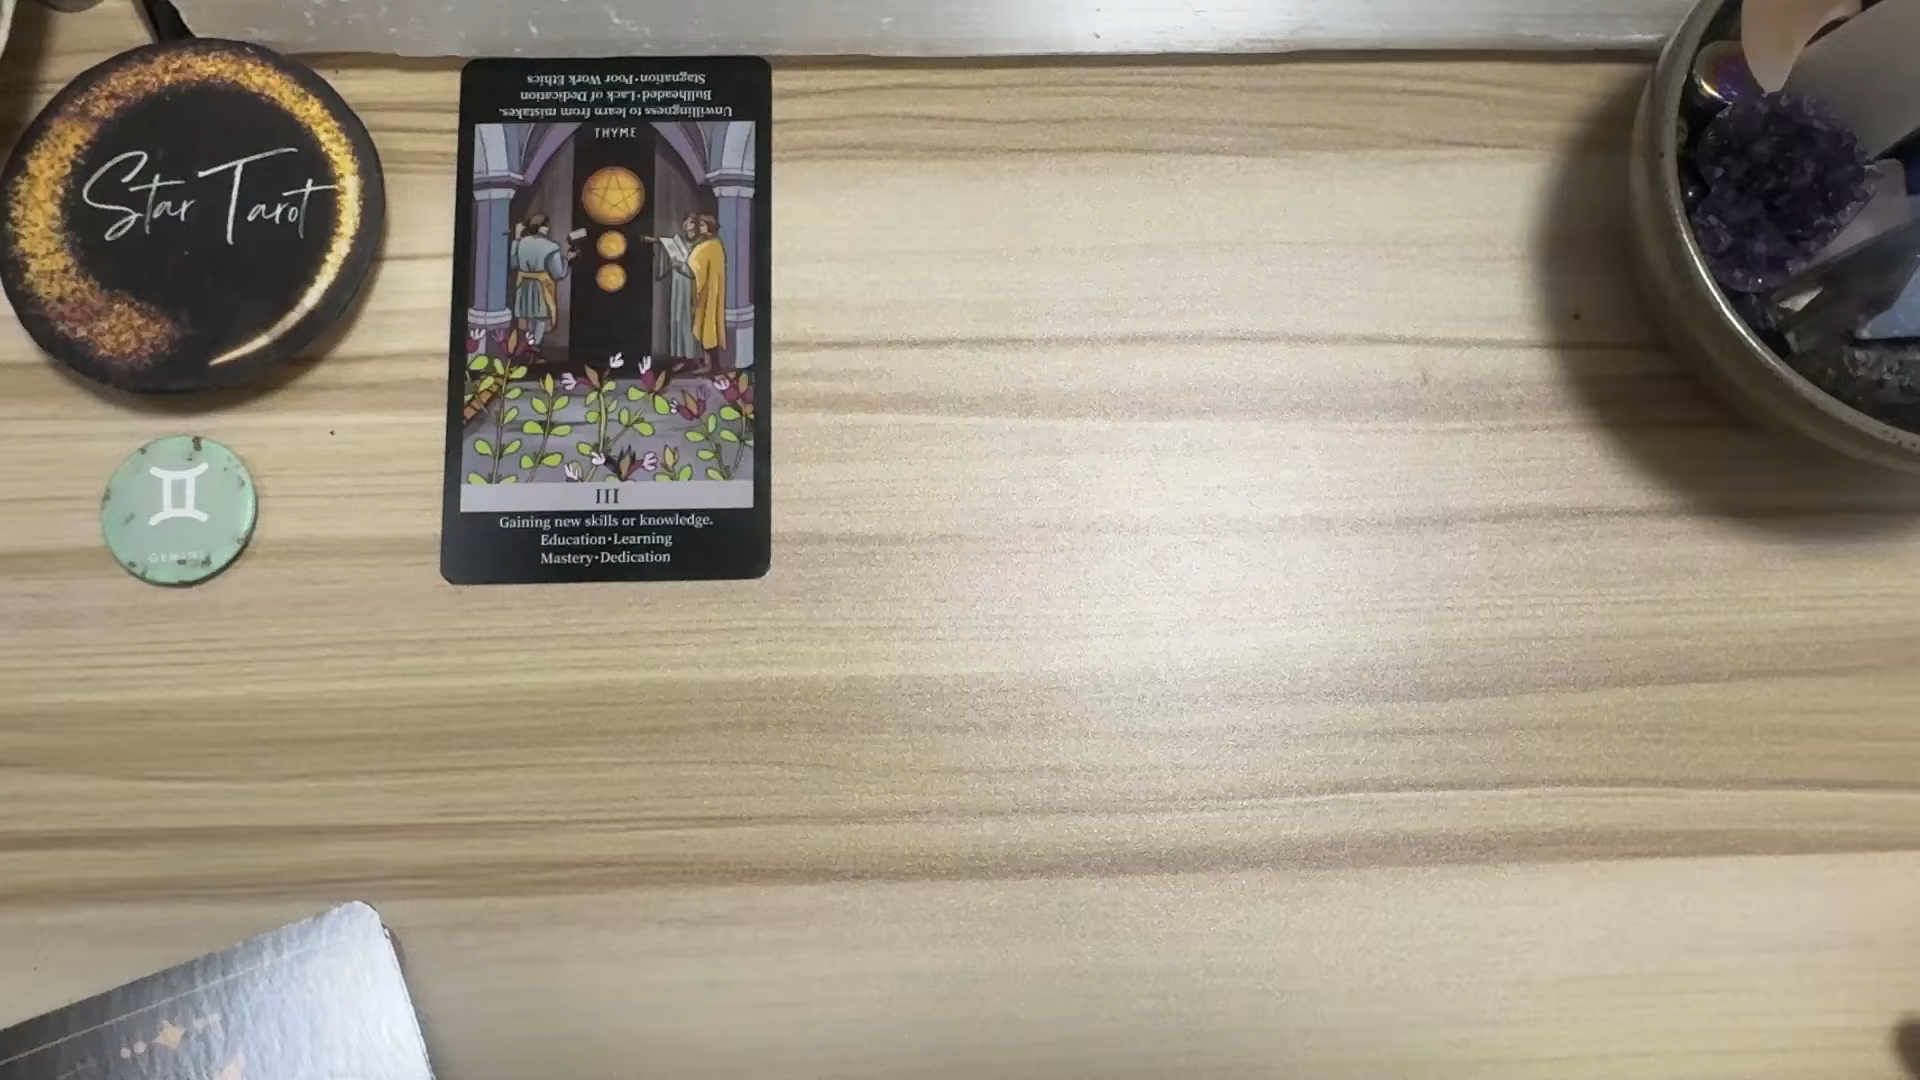 Star Tarot
GEMINI
Stagnation•Poor Work Ethics
Bullheaded•Lack of Dedication
Unwillingness to learn from mistakes.
THYME
III
Gaining new skills or knowledge.
Education•Learning
Mastery•Dedication